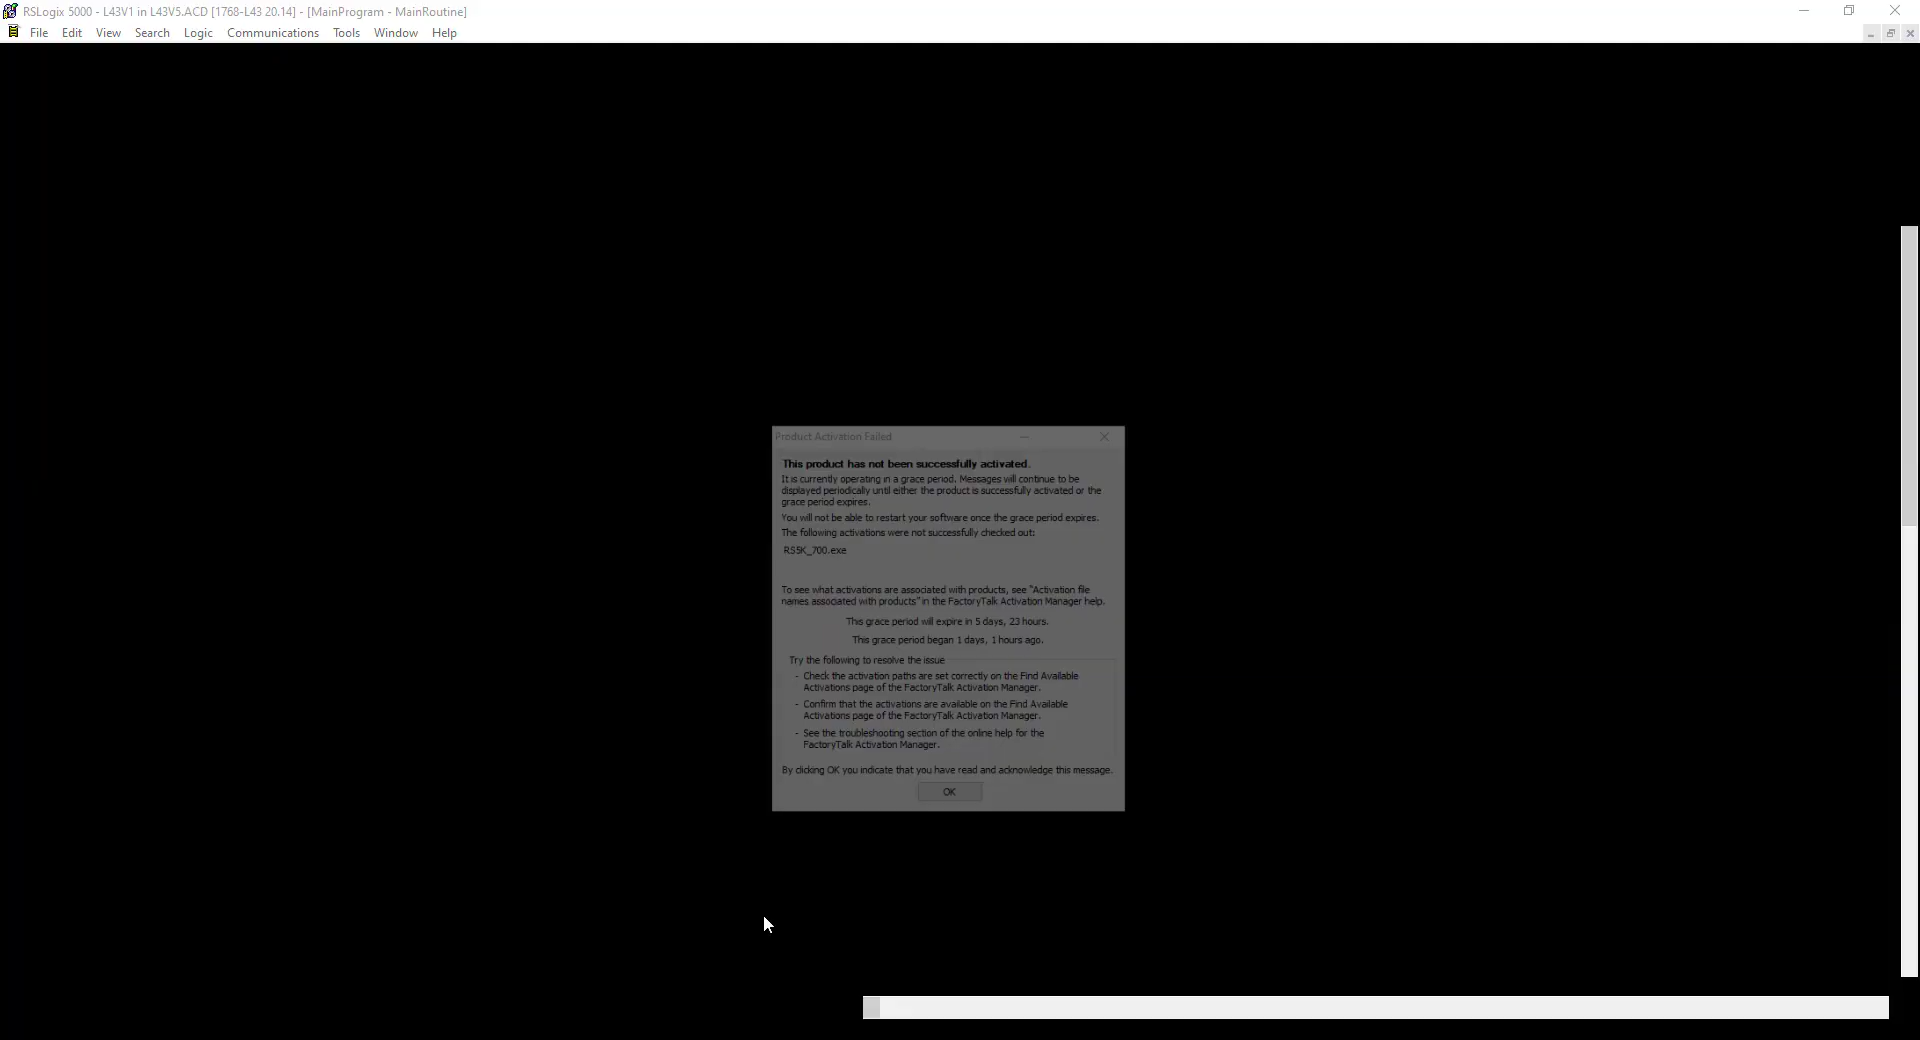 RSLogix 5000 - L43V1 in L43V5.ACD [1768-L43 20.14] - [MainProgram - MainRoutine]
File Edit View Search Logic Communications Tools Window Help
Product Activation Failed
This product has not been successfully activated.
It is currently operating in a grace period. Messages will continue to be
displayed periodically until either the product is successfully activated or the
grace period expires.
You will not be able to restart your software once the grace period expires.
The following activations were not successfully checked out:
RS5K_700.exe
To see what activations are associated with products, see "Activation file
names associated with products" in the FactoryTalk Activation Manager help.
This grace period will expire in 5 days, 23 hours.
This grace period began 1 days, 1 hours ago.
Try the following to resolve the issue
- Check the activation paths are set correctly on the Find Available
Activations page of the FactoryTalk Activation Manager.
- Confirm that the activations are available on the Find Available
Activations page of the FactoryTalk Activation Manager.
- See the troubleshooting section of the online help for the
FactoryTalk Activation Manager.
By clicking OK you indicate that you have read and acknowledge this message.
OK